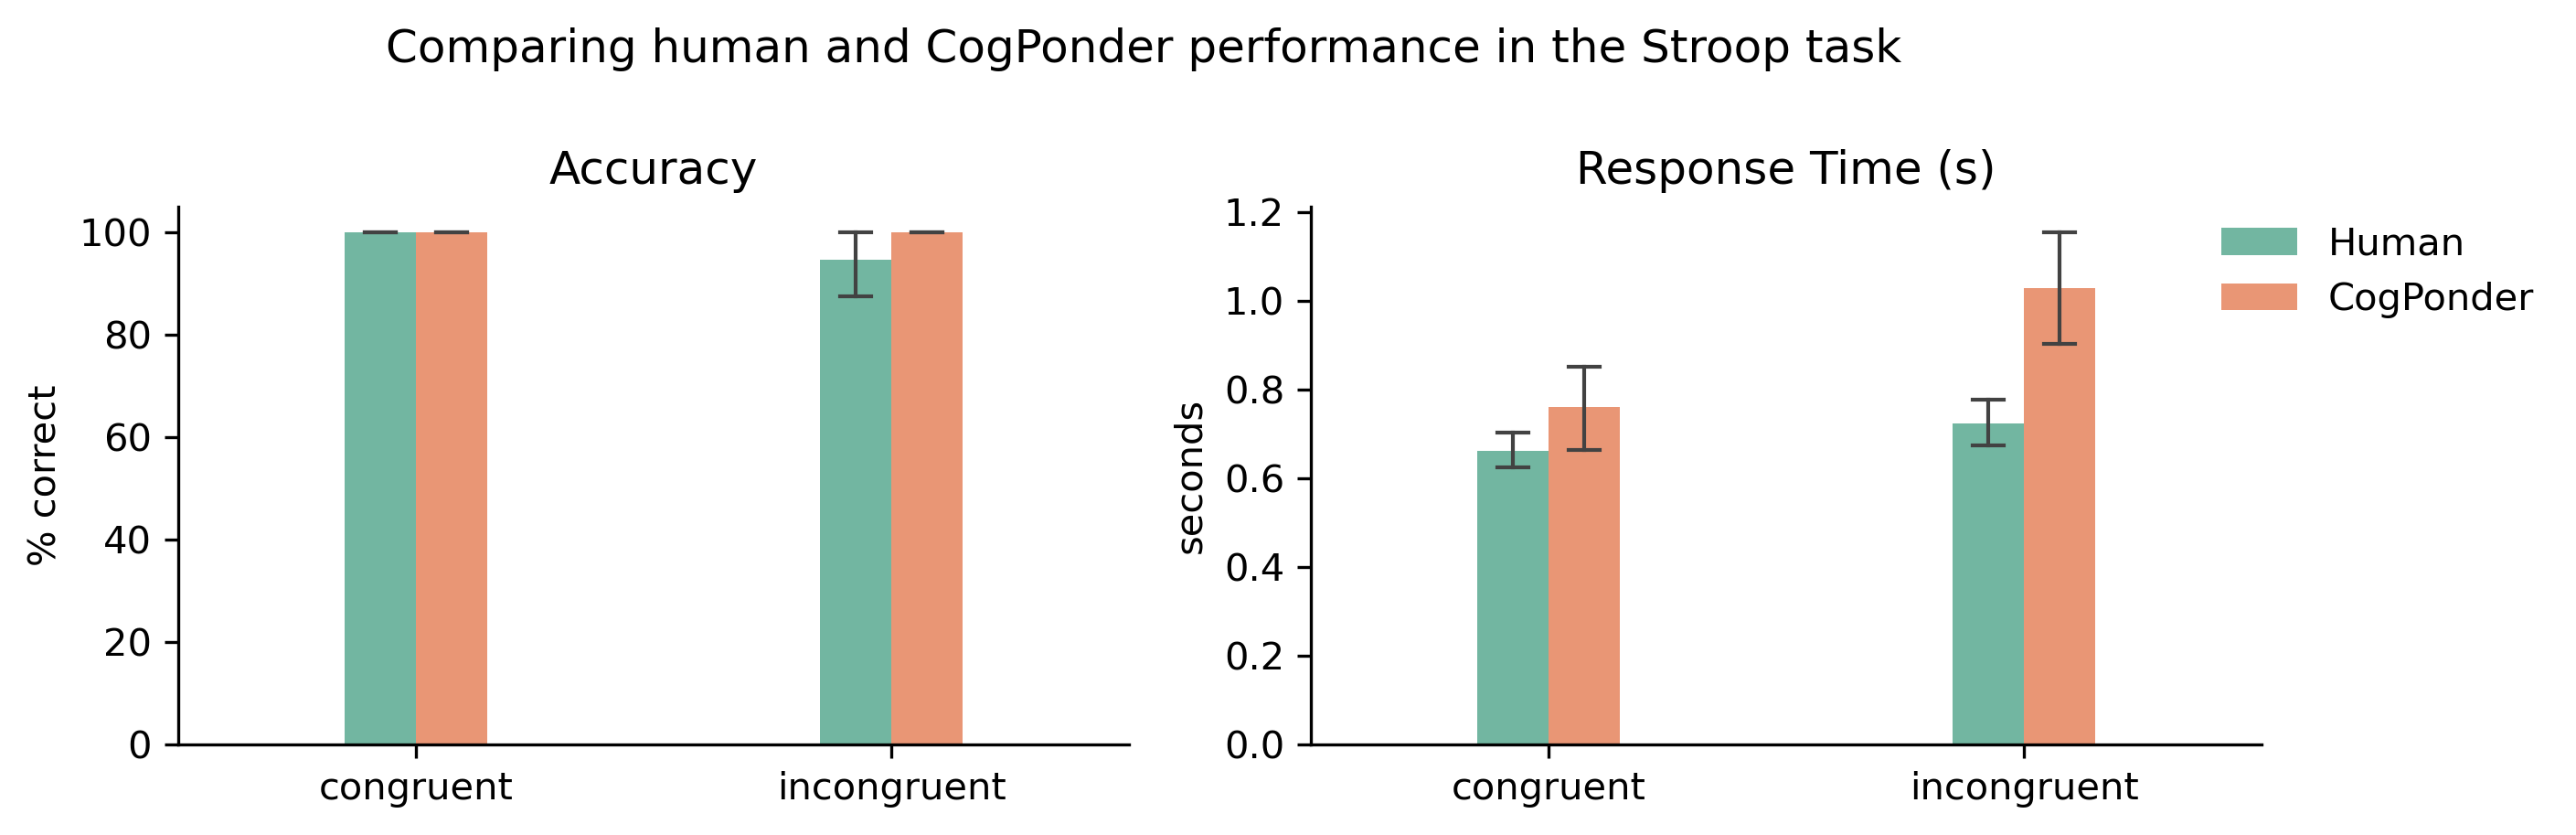 Comparing human and CogPonder performance in the Stroop task
Accuracy
% correct
100
80
60
40
20
0
congruent
incongruent
Response Time (s)
seconds
1.2
1.0
0.8
0.6
0.4
0.2
0.0
congruent
incongruent
Human
CogPonder